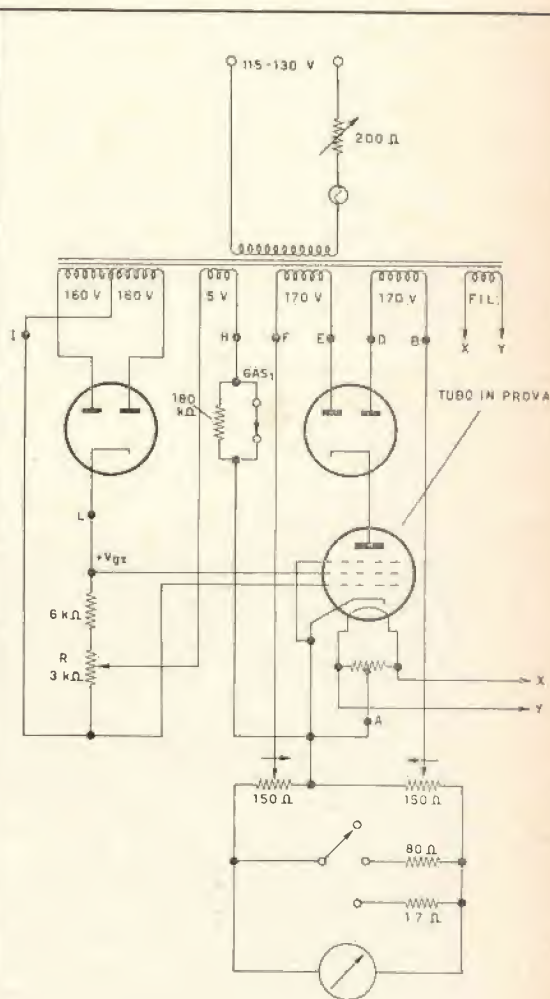 115-130 V
200 Ω
160 V 160 V 5 V 170 V 170 V FIL.
I H F E D B X Y
GAS1
180 kΩ
TUBO IN PROVA
L
+Vg2
6 kΩ
R
3 kΩ
X
Y
A
150 Ω 150 Ω
80 Ω
17 Ω